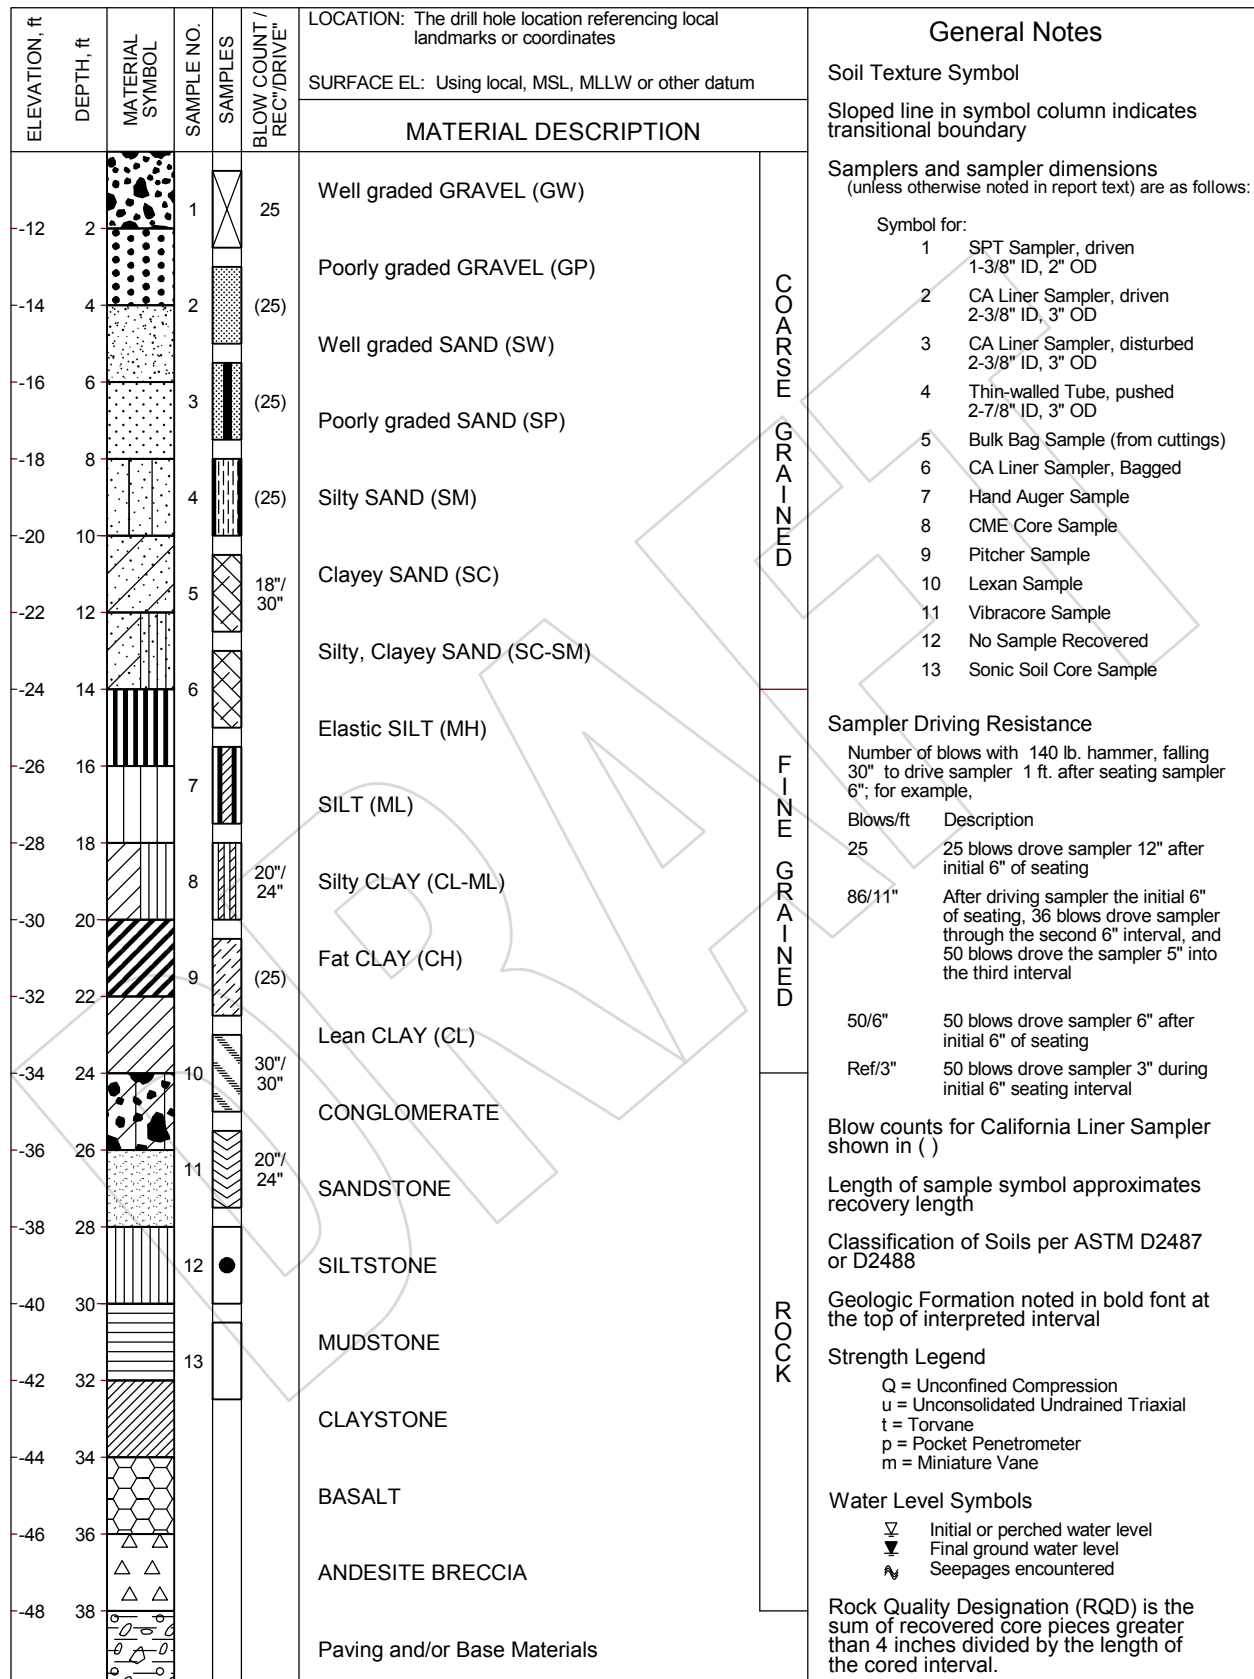 ELEVATION, ft
DEPTH, ft
MATERIAL
SYMBOL
SAMPLE NO.
SAMPLES
BLOW COUNT /
REC"/DRIVE"
LOCATION: The drill hole location referencing local
landmarks or coordinates
SURFACE EL: Using local, MSL, MLLW or other datum
MATERIAL DESCRIPTION
1 25
Well graded GRAVEL (GW)
-12 2
Poorly graded GRAVEL (GP)
-14 4 2 (25)
Well graded SAND (SW)
-16 6
3 (25)
Poorly graded SAND (SP)
-18 8
4 (25)
Silty SAND (SM)
-20 10
Clayey SAND (SC)
5 18"/
30"
-22 12
Silty, Clayey SAND (SC-SM)
-24 14 6
Elastic SILT (MH)
-26 16
7
SILT (ML)
-28 18
8 20"/
24"
Silty CLAY (CL-ML)
-30 20
Fat CLAY (CH)
9 (25)
-32 22
Lean CLAY (CL)
-34 24 10 30"/
30"
CONGLOMERATE
-36 26
11 20"/
24"
SANDSTONE
-38 28
12
SILTSTONE
-40 30
MUDSTONE
13
-42 32
CLAYSTONE
-44 34
BASALT
-46 36
ANDESITE BRECCIA
-48 38
Paving and/or Base Materials
COARSE GRAINED
FINE GRAINED
ROCK
General Notes
Soil Texture Symbol
Sloped line in symbol column indicates
transitional boundary
Samplers and sampler dimensions
(unless otherwise noted in report text) are as follows:
Symbol for:
1 SPT Sampler, driven
1-3/8" ID, 2" OD
2 CA Liner Sampler, driven
2-3/8" ID, 3" OD
3 CA Liner Sampler, disturbed
2-3/8" ID, 3" OD
4 Thin-walled Tube, pushed
2-7/8" ID, 3" OD
5 Bulk Bag Sample (from cuttings)
6 CA Liner Sampler, Bagged
7 Hand Auger Sample
8 CME Core Sample
9 Pitcher Sample
10 Lexan Sample
11 Vibracore Sample
12 No Sample Recovered
13 Sonic Soil Core Sample
Sampler Driving Resistance
Number of blows with 140 lb. hammer, falling
30" to drive sampler 1 ft. after seating sampler
6"; for example,
Blows/ft Description
25 25 blows drove sampler 12" after
initial 6" of seating
86/11" After driving sampler the initial 6"
of seating, 36 blows drove sampler
through the second 6" interval, and
50 blows drove the sampler 5" into
the third interval
50/6" 50 blows drove sampler 6" after
initial 6" of seating
Ref/3" 50 blows drove sampler 3" during
initial 6" seating interval
Blow counts for California Liner Sampler
shown in ( )
Length of sample symbol approximates
recovery length
Classification of Soils per ASTM D2487
or D2488
Geologic Formation noted in bold font at
the top of interpreted interval
Strength Legend
Q = Unconfined Compression
u = Unconsolidated Undrained Triaxial
t = Torvane
p = Pocket Penetrometer
m = Miniature Vane
Water Level Symbols
Initial or perched water level
Final ground water level
Seepages encountered
Rock Quality Designation (RQD) is the
sum of recovered core pieces greater
than 4 inches divided by the length of
the cored interval.
DRAFT